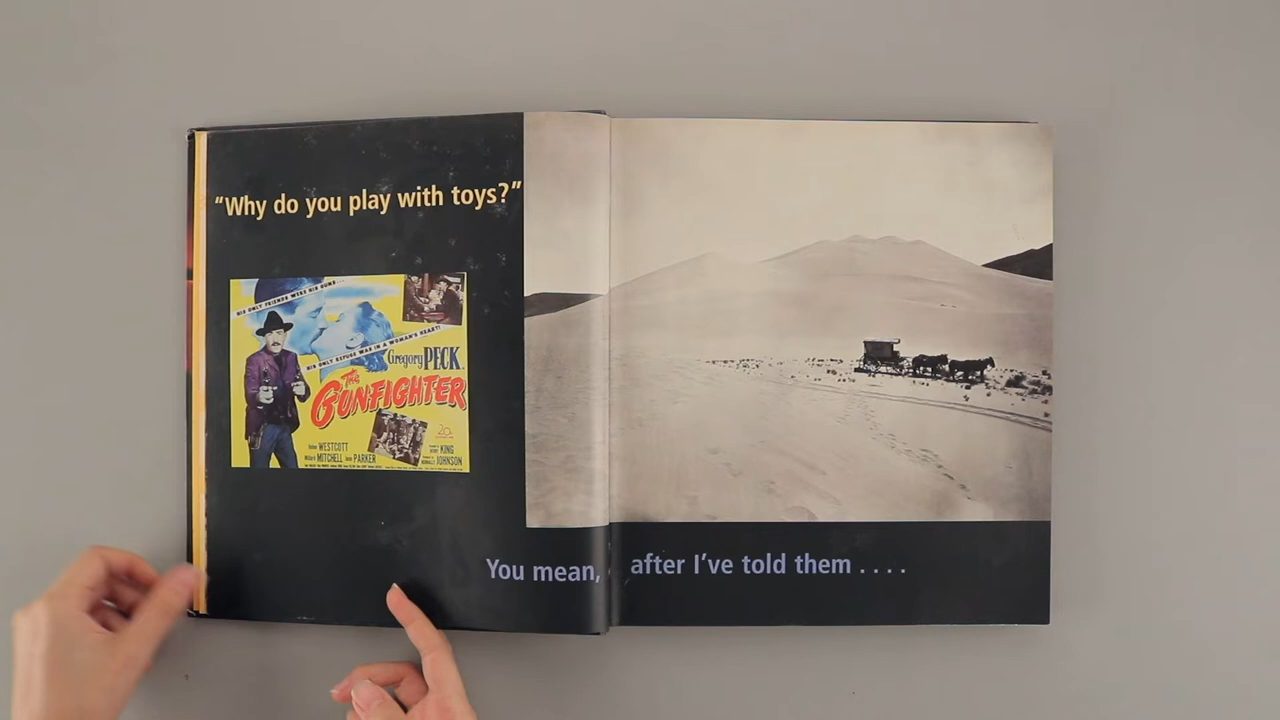 “Why do you play with toys?”
HIS ONLY FRIENDS WERE HIS GUNS...
HIS ONLY REFUGE WAS IN A WOMAN'S HEART!
Gregory PECK
THE
GUNFIGHTER
Helen WESTCOTT
Millard MITCHELL Jean PARKER
KING
JOHNSON
You mean, after I’ve told them . . . .